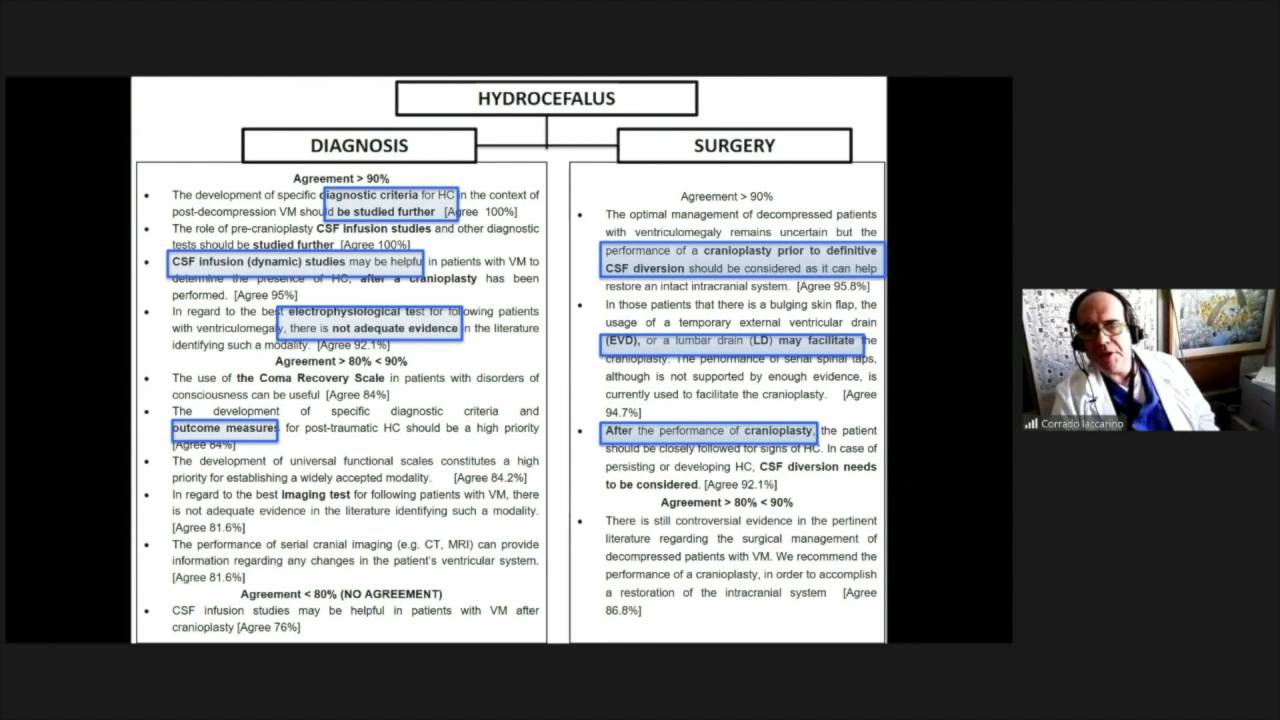 HYDROCEFALUS
DIAGNOSIS
Agreement > 90%
• The development of specific diagnostic criteria for HC in the context of
post-decompression VM should be studied further [Agree 100%]
• The role of pre-cranioplasty CSF infusion studies and other diagnostic
tests should be studied further [Agree 100%]
• CSF infusion (dynamic) studies may be helpful in patients with VM to
determine the presence of HC, after a cranioplasty has been
performed. [Agree 95%]
• In regard to the best electrophysiological test for following patients
with ventriculomegaly, there is not adequate evidence in the literature
identifying such a modality. [Agree 92.1%]
Agreement > 80% < 90%
• The use of the Coma Recovery Scale in patients with disorders of
consciousness can be useful [Agree 84%]
• The development of specific diagnostic criteria and
outcome measures for post-traumatic HC should be a high priority
[Agree 84%]
• The development of universal functional scales constitutes a high
priority for establishing a widely accepted modality. [Agree 84.2%]
• In regard to the best imaging test for following patients with VM, there
is not adequate evidence in the literature identifying such a modality.
[Agree 81.6%]
• The performance of serial cranial imaging (e.g. CT, MRI) can provide
information regarding any changes in the patient's ventricular system.
[Agree 81.6%]
Agreement < 80% (NO AGREEMENT)
• CSF infusion studies may be helpful in patients with VM after
cranioplasty [Agree 76%]
SURGERY
Agreement > 90%
• The optimal management of decompressed patients
with ventriculomegaly remains uncertain but the
performance of a cranioplasty prior to definitive
CSF diversion should be considered as it can help
restore an intact intracranial system. [Agree 95.8%]
• In those patients that there is a bulging skin flap, the
usage of a temporary external ventricular drain
(EVD), or a lumbar drain (LD) may facilitate the
cranioplasty. The performance of serial spinal taps,
although is not supported by enough evidence, is
currently used to facilitate the cranioplasty. [Agree
94.7%]
• After the performance of cranioplasty, the patient
should be closely followed for signs of HC. In case of
persisting or developing HC, CSF diversion needs
to be considered. [Agree 92.1%]
Agreement > 80% < 90%
• There is still controversial evidence in the pertinent
literature regarding the surgical management of
decompressed patients with VM. We recommend the
performance of a cranioplasty, in order to accomplish
a restoration of the intracranial system [Agree
86.8%]
Corrado Iaccarino